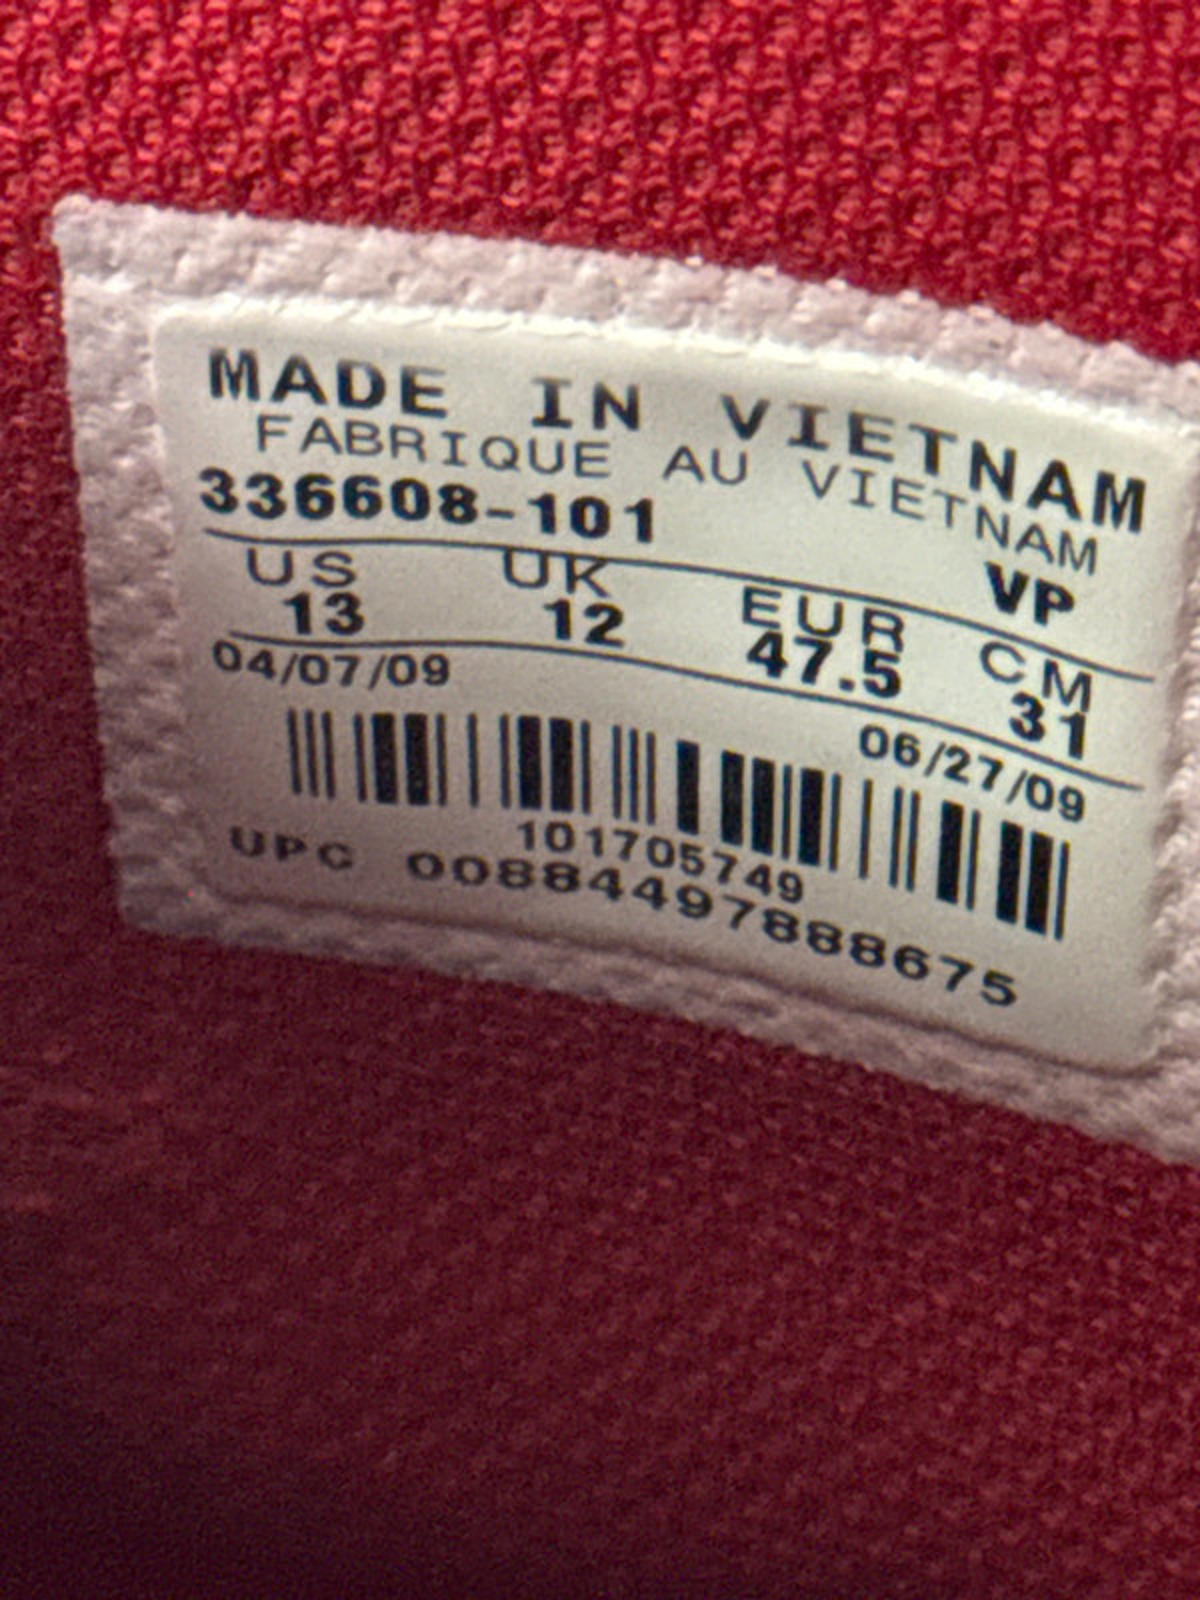 MADE IN VIETNAM
FABRIQUE AU VIETNAM
336608-101 VP
US UK EUR CM
13 12 47.5 31
04/07/09 06/27/09
101705749
UPC 00884497888675